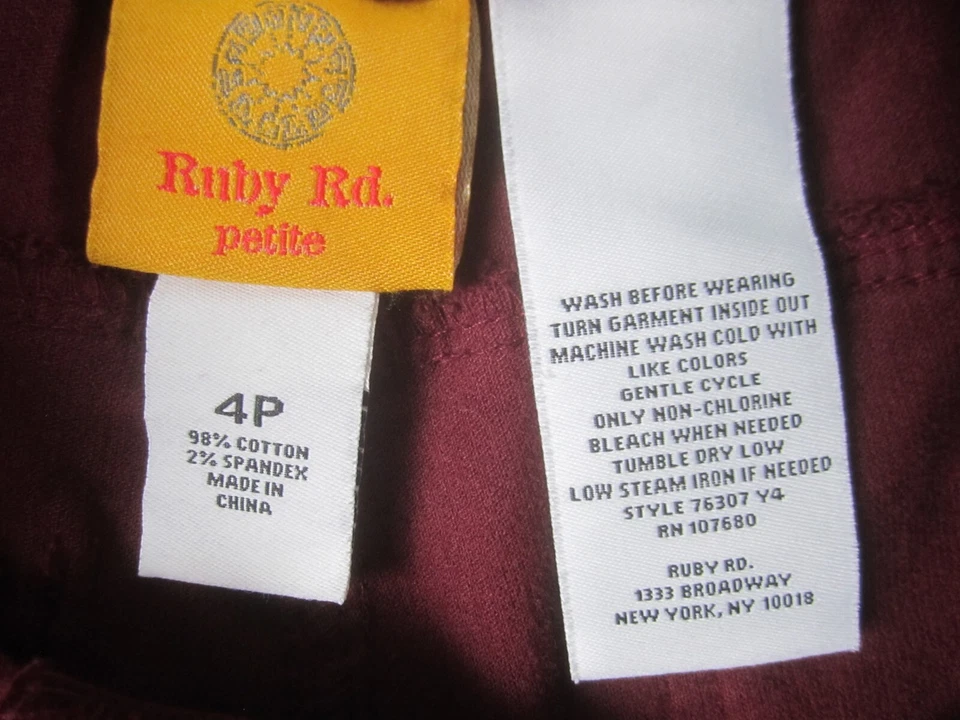 Ruby Rd.
petite
4P
98% COTTON
2% SPANDEX
MADE IN
CHINA
WASH BEFORE WEARING
TURN GARMENT INSIDE OUT
MACHINE WASH COLD WITH
LIKE COLORS
GENTLE CYCLE
ONLY NON-CHLORINE
BLEACH WHEN NEEDED
TUMBLE DRY LOW
LOW STEAM IRON IF NEEDED
STYLE 76307 Y4
RN 107680
RUBY RD.
1333 BROADWAY
NEW YORK, NY 10018